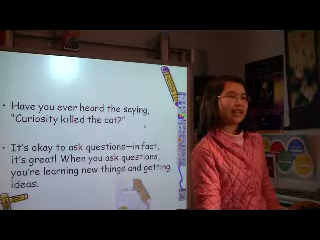 • Have you ever heard the saying,
"Curiosity killed the cat?"
• It's okay to ask questions—in fact,
it's great! When you ask questions,
you're learning new things and getting
ideas.